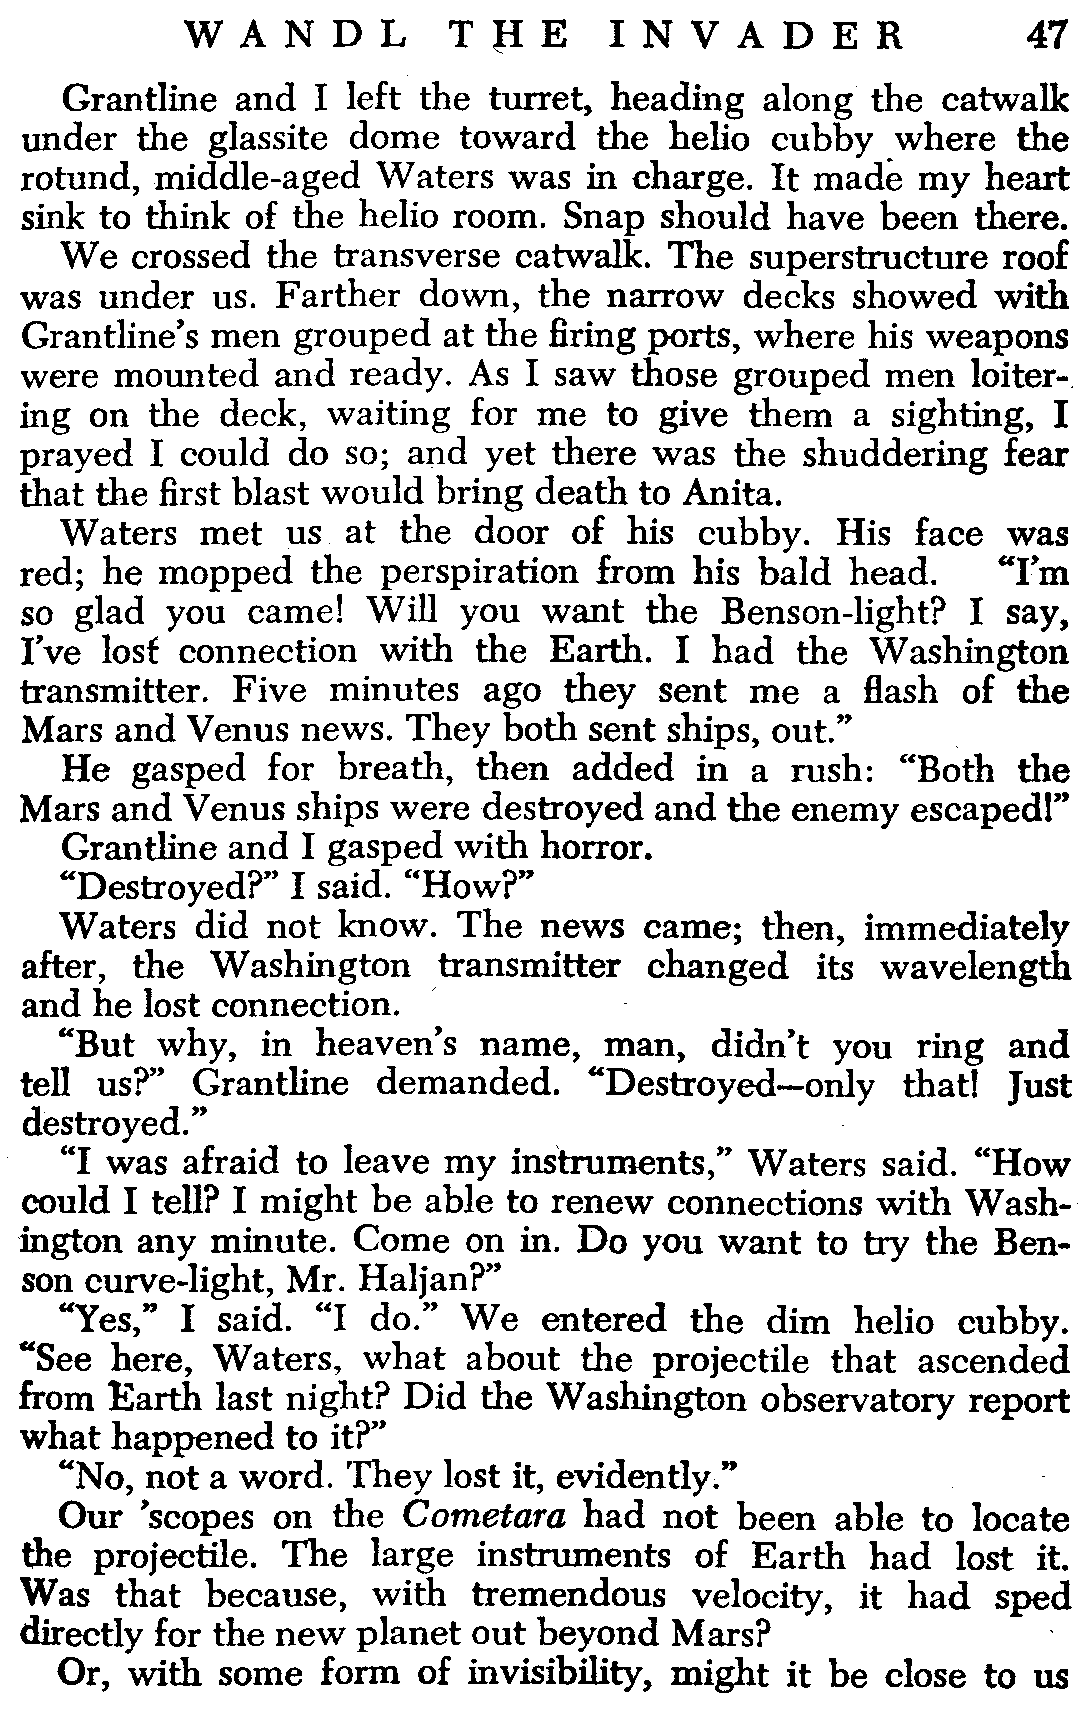 WANDL THE INVADER 47
Grantline and I left the turret, heading along the catwalk
under the glassite dome toward the helio cubby where the
rotund, middle-aged Waters was in charge. It made my heart
sink to think of the helio room. Snap should have been there.
We crossed the transverse catwalk. The superstructure roof
was under us. Farther down, the narrow decks showed with
Grantline's men grouped at the firing ports, where his weapons
were mounted and ready. As I saw those grouped men loiter-
ing on the deck, waiting for me to give them a sighting, I
prayed I could do so; and yet there was the shuddering fear
that the first blast would bring death to Anita.
Waters met us at the door of his cubby. His face was
red; he mopped the perspiration from his bald head. “I'm
so glad you came! Will you want the Benson-light? I say,
I've lost connection with the Earth. I had the Washington
transmitter. Five minutes ago they sent me a flash of the
Mars and Venus news. They both sent ships, out.”
He gasped for breath, then added in a rush: “Both the
Mars and Venus ships were destroyed and the enemy escaped!”
Grantline and I gasped with horror.
“Destroyed?” I said. “How?”
Waters did not know. The news came; then, immediately
after, the Washington transmitter changed its wavelength
and he lost connection.
“But why, in heaven's name, man, didn't you ring and
tell us?” Grantline demanded. “Destroyed—only that! Just
destroyed.”
“I was afraid to leave my instruments,” Waters said. “How
could I tell? I might be able to renew connections with Wash-
ington any minute. Come on in. Do you want to try the Ben-
son curve-light, Mr. Haljan?”
“Yes,” I said. “I do.” We entered the dim helio cubby.
“See here, Waters, what about the projectile that ascended
from Earth last night? Did the Washington observatory report
what happened to it?”
“No, not a word. They lost it, evidently.”
Our 'scopes on the Cometara had not been able to locate
the projectile. The large instruments of Earth had lost it.
Was that because, with tremendous velocity, it had sped
directly for the new planet out beyond Mars?
Or, with some form of invisibility, might it be close to us